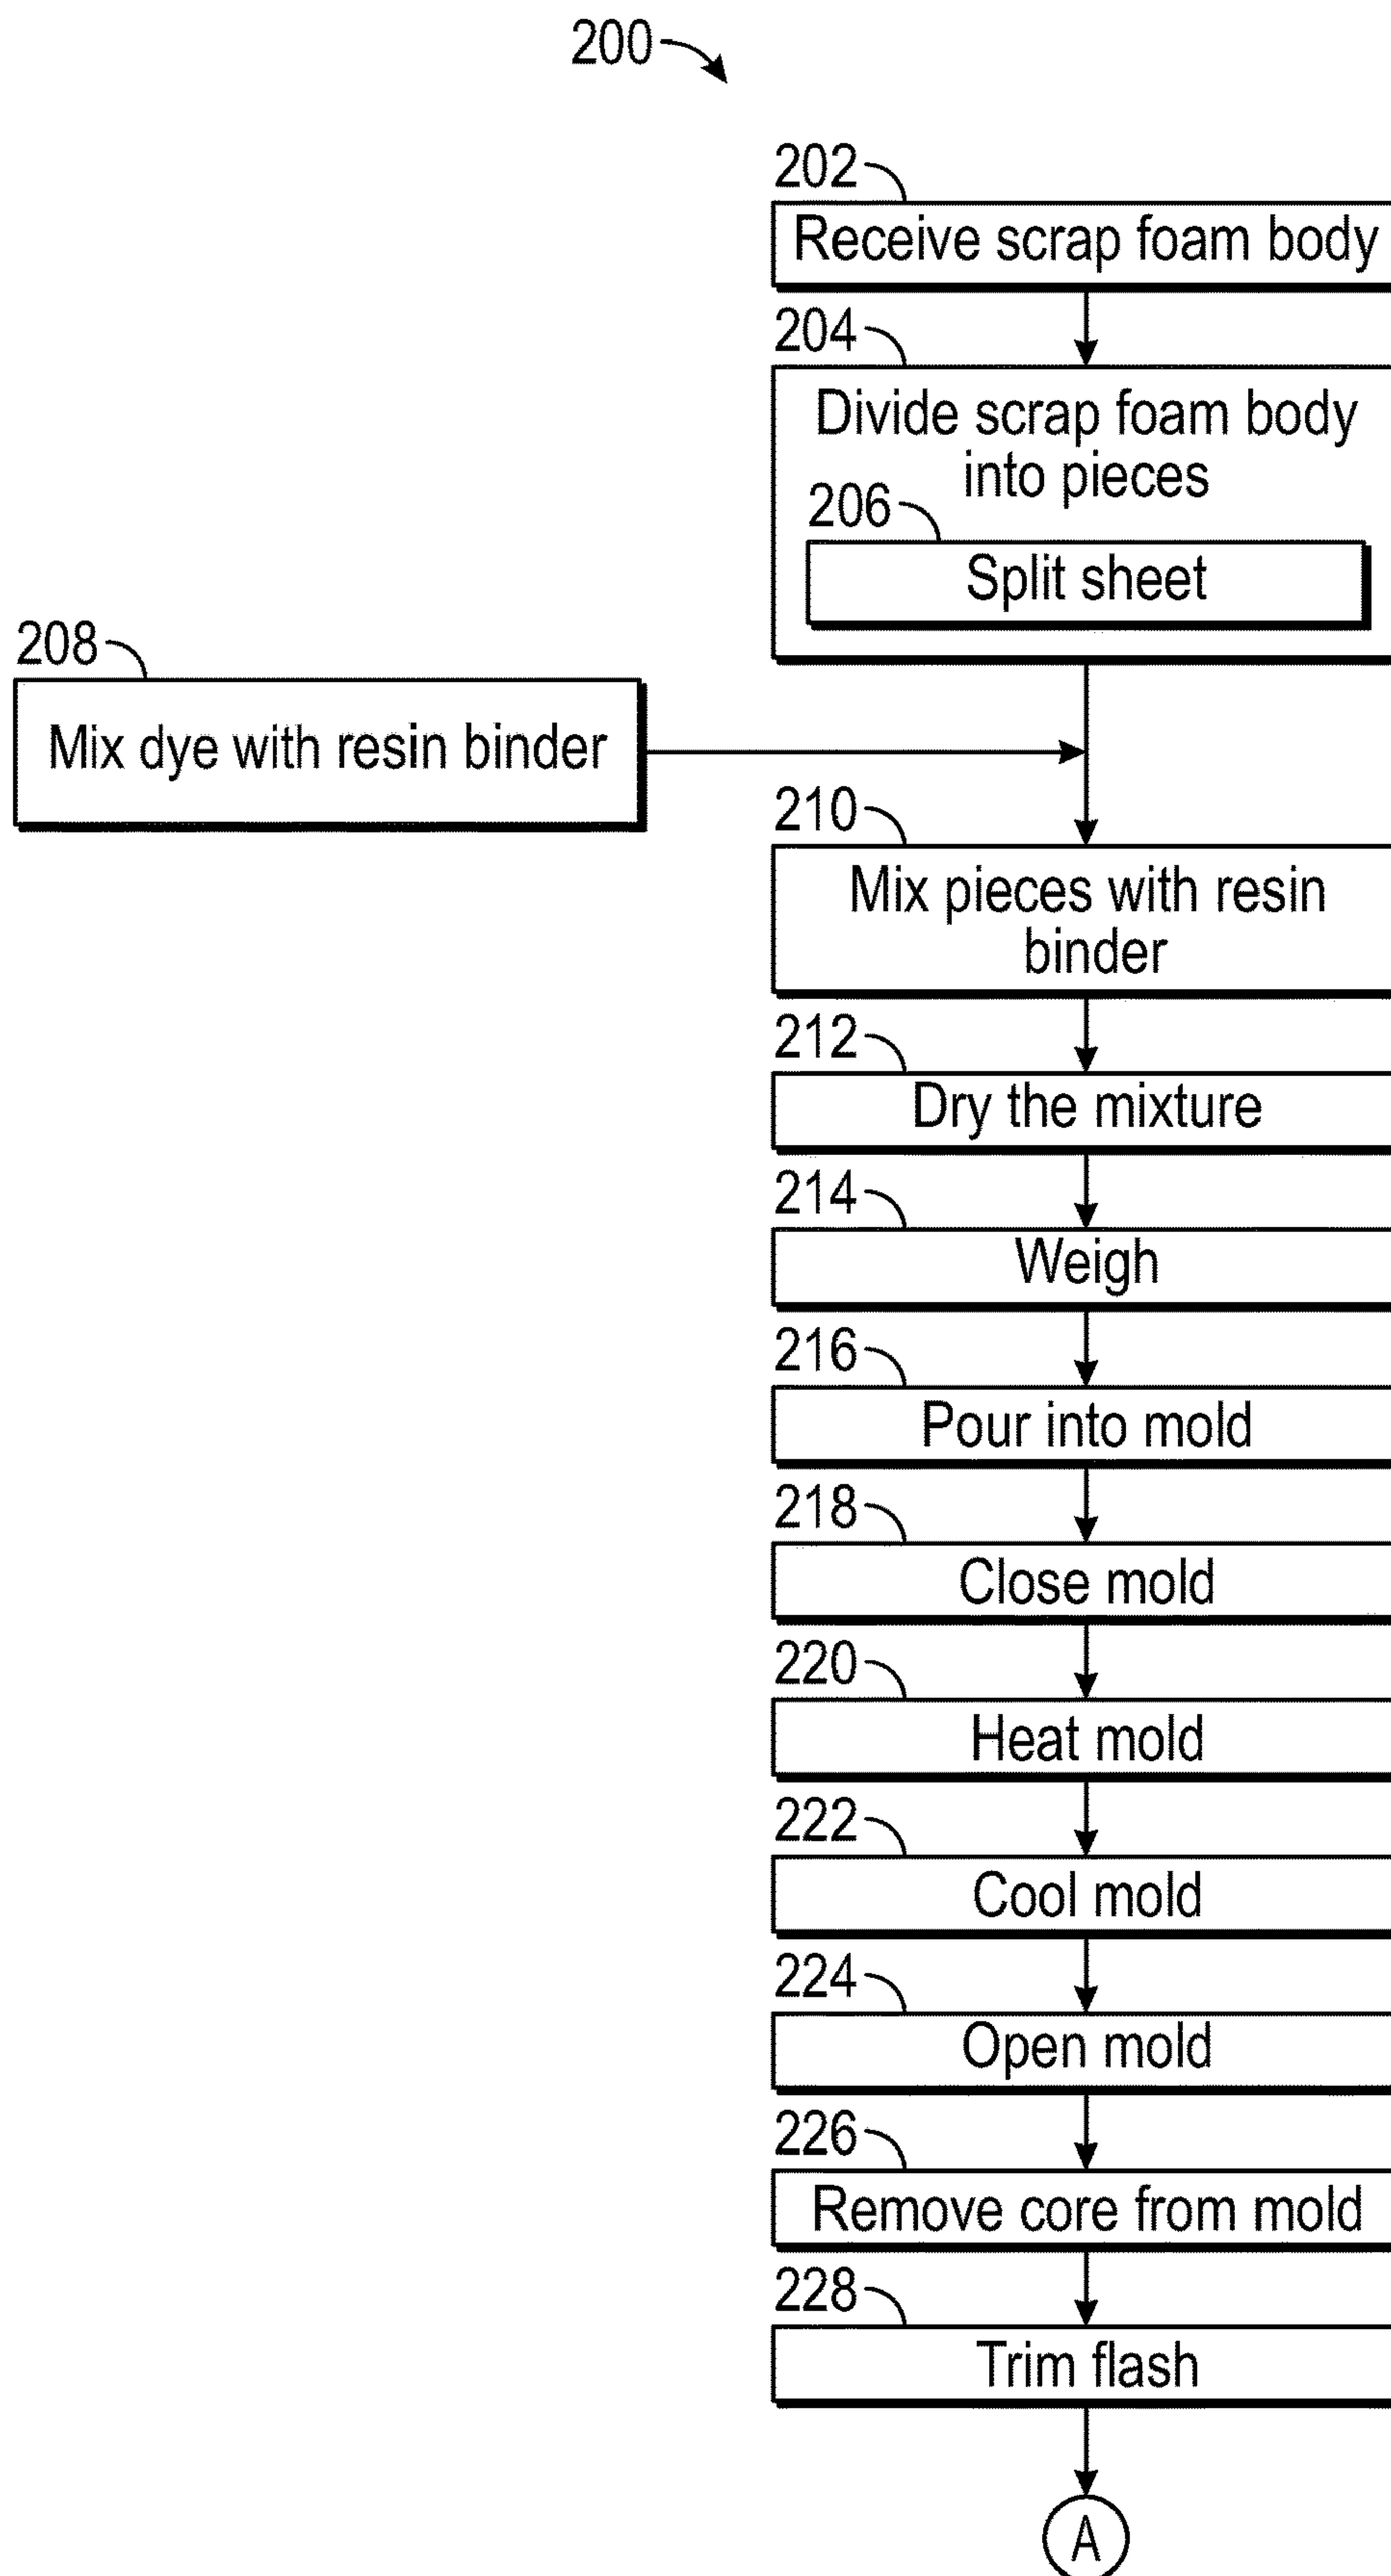 200
202
Receive scrap foam body
204
Divide scrap foam body
into pieces
206
Split sheet
208
Mix dye with resin binder
210
Mix pieces with resin
binder
212
Dry the mixture
214
Weigh
216
Pour into mold
218
Close mold
220
Heat mold
222
Cool mold
224
Open mold
226
Remove core from mold
228
Trim flash
A